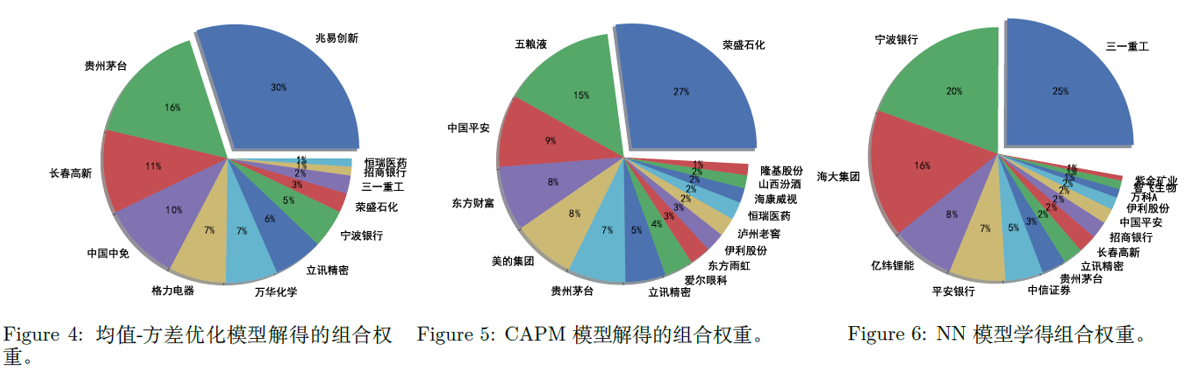 兆易创新
30%
贵州茅台
16%
长春高新
11%
中国中免
10%
格力电器
7%
万华化学
7%
立讯精密
6%
宁波银行
5%
荣盛石化
3%
三一重工
2%
招商银行
1%
恒瑞医药
1%
Figure 4: 均值-方差优化模型解得的组合权
重。
荣盛石化
27%
五粮液
15%
中国平安
9%
东方财富
8%
美的集团
8%
贵州茅台
7%
立讯精密
5%
爱尔眼科
4%
东方雨虹
3%
伊利股份
3%
泸州老窖
2%
恒瑞医药
2%
海康威视
2%
山西汾酒
2%
隆基股份
1%
Figure 5: CAPM 模型解得的组合权重。
三一重工
25%
宁波银行
20%
海大集团
16%
亿纬锂能
8%
平安银行
7%
中信证券
5%
贵州茅台
3%
立讯精密
2%
长春高新
2%
招商银行
2%
中国平安
2%
伊利股份
万科A
智飞生物
紫金矿业
Figure 6: NN 模型学得组合权重。